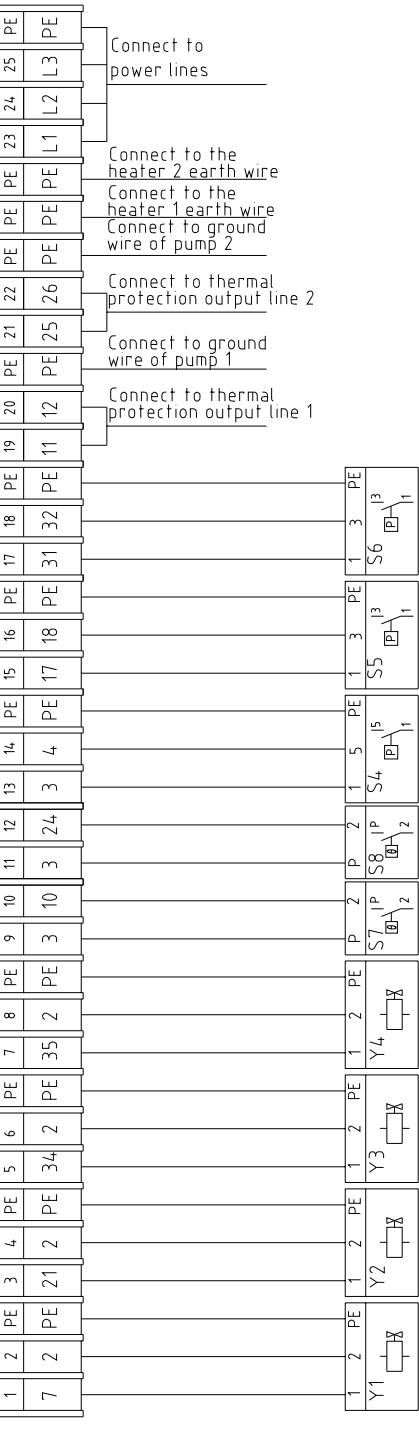 PE PE
25 L3
24 L2
23 L1
Connect to
power lines
PE PE
Connect to the
heater 2 earth wire
PE PE
Connect to the
heater 1 earth wire
PE PE
Connect to ground
wire of pump 2
22 26
21 25
Connect to thermal
protection output line 2
PE PE
Connect to ground
wire of pump 1
20 12
19 11
Connect to thermal
protection output line 1
PE PE PE
18 32 3
17 31 1
S6 P 3 1
PE PE PE
16 18 3
15 17 1
S5 P 3 1
PE PE PE
14 4 5
13 3 1
S4 P 5 1
12 24 2
11 3 P
S8 θ P 2
10 10 2
9 3 P
S7 θ P 2
PE PE PE
8 2 2
7 35 1
Y4
PE PE PE
6 2 2
5 34 1
Y3
PE PE PE
4 2 2
3 21 1
Y2
PE PE PE
2 2 2
1 7 1
Y1